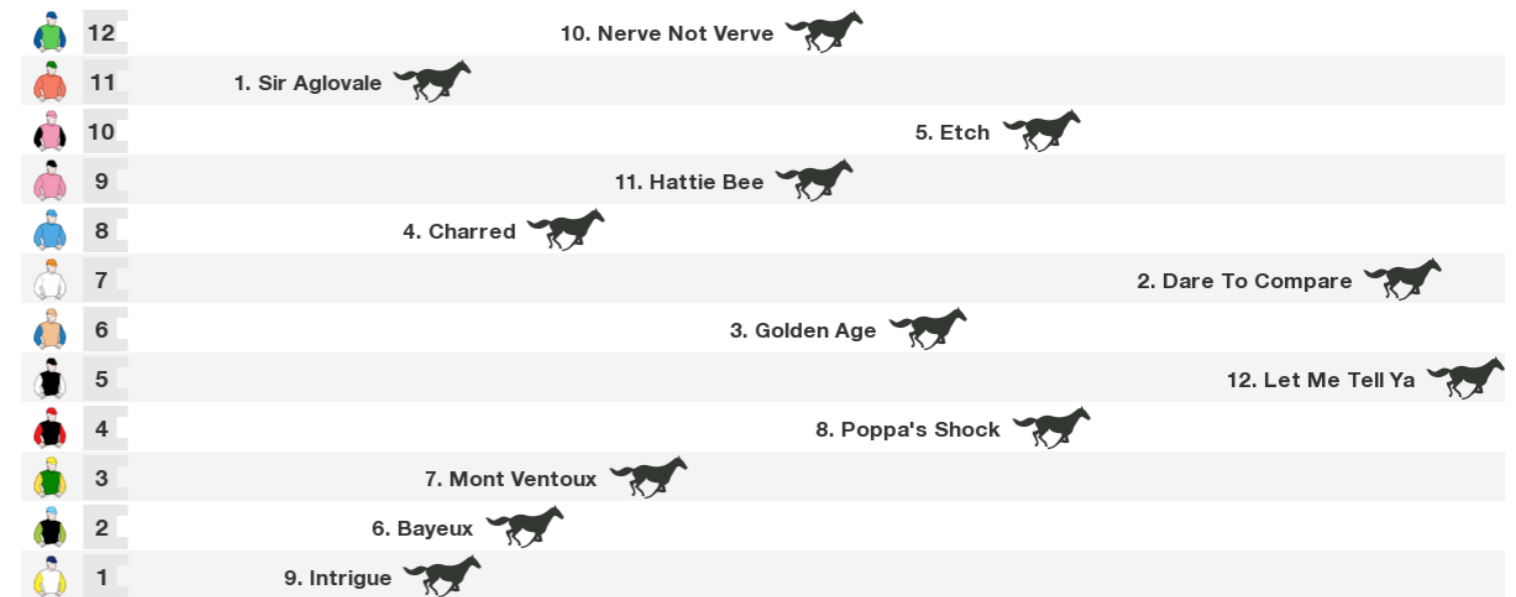 12 10. Nerve Not Verve
11 1. Sir Aglovale
10 5. Etch
9 11. Hattie Bee
8 4. Charred
7 2. Dare To Compare
6 3. Golden Age
5 12. Let Me Tell Ya
4 8. Poppa's Shock
3 7. Mont Ventoux
2 6. Bayeux
1 9. Intrigue